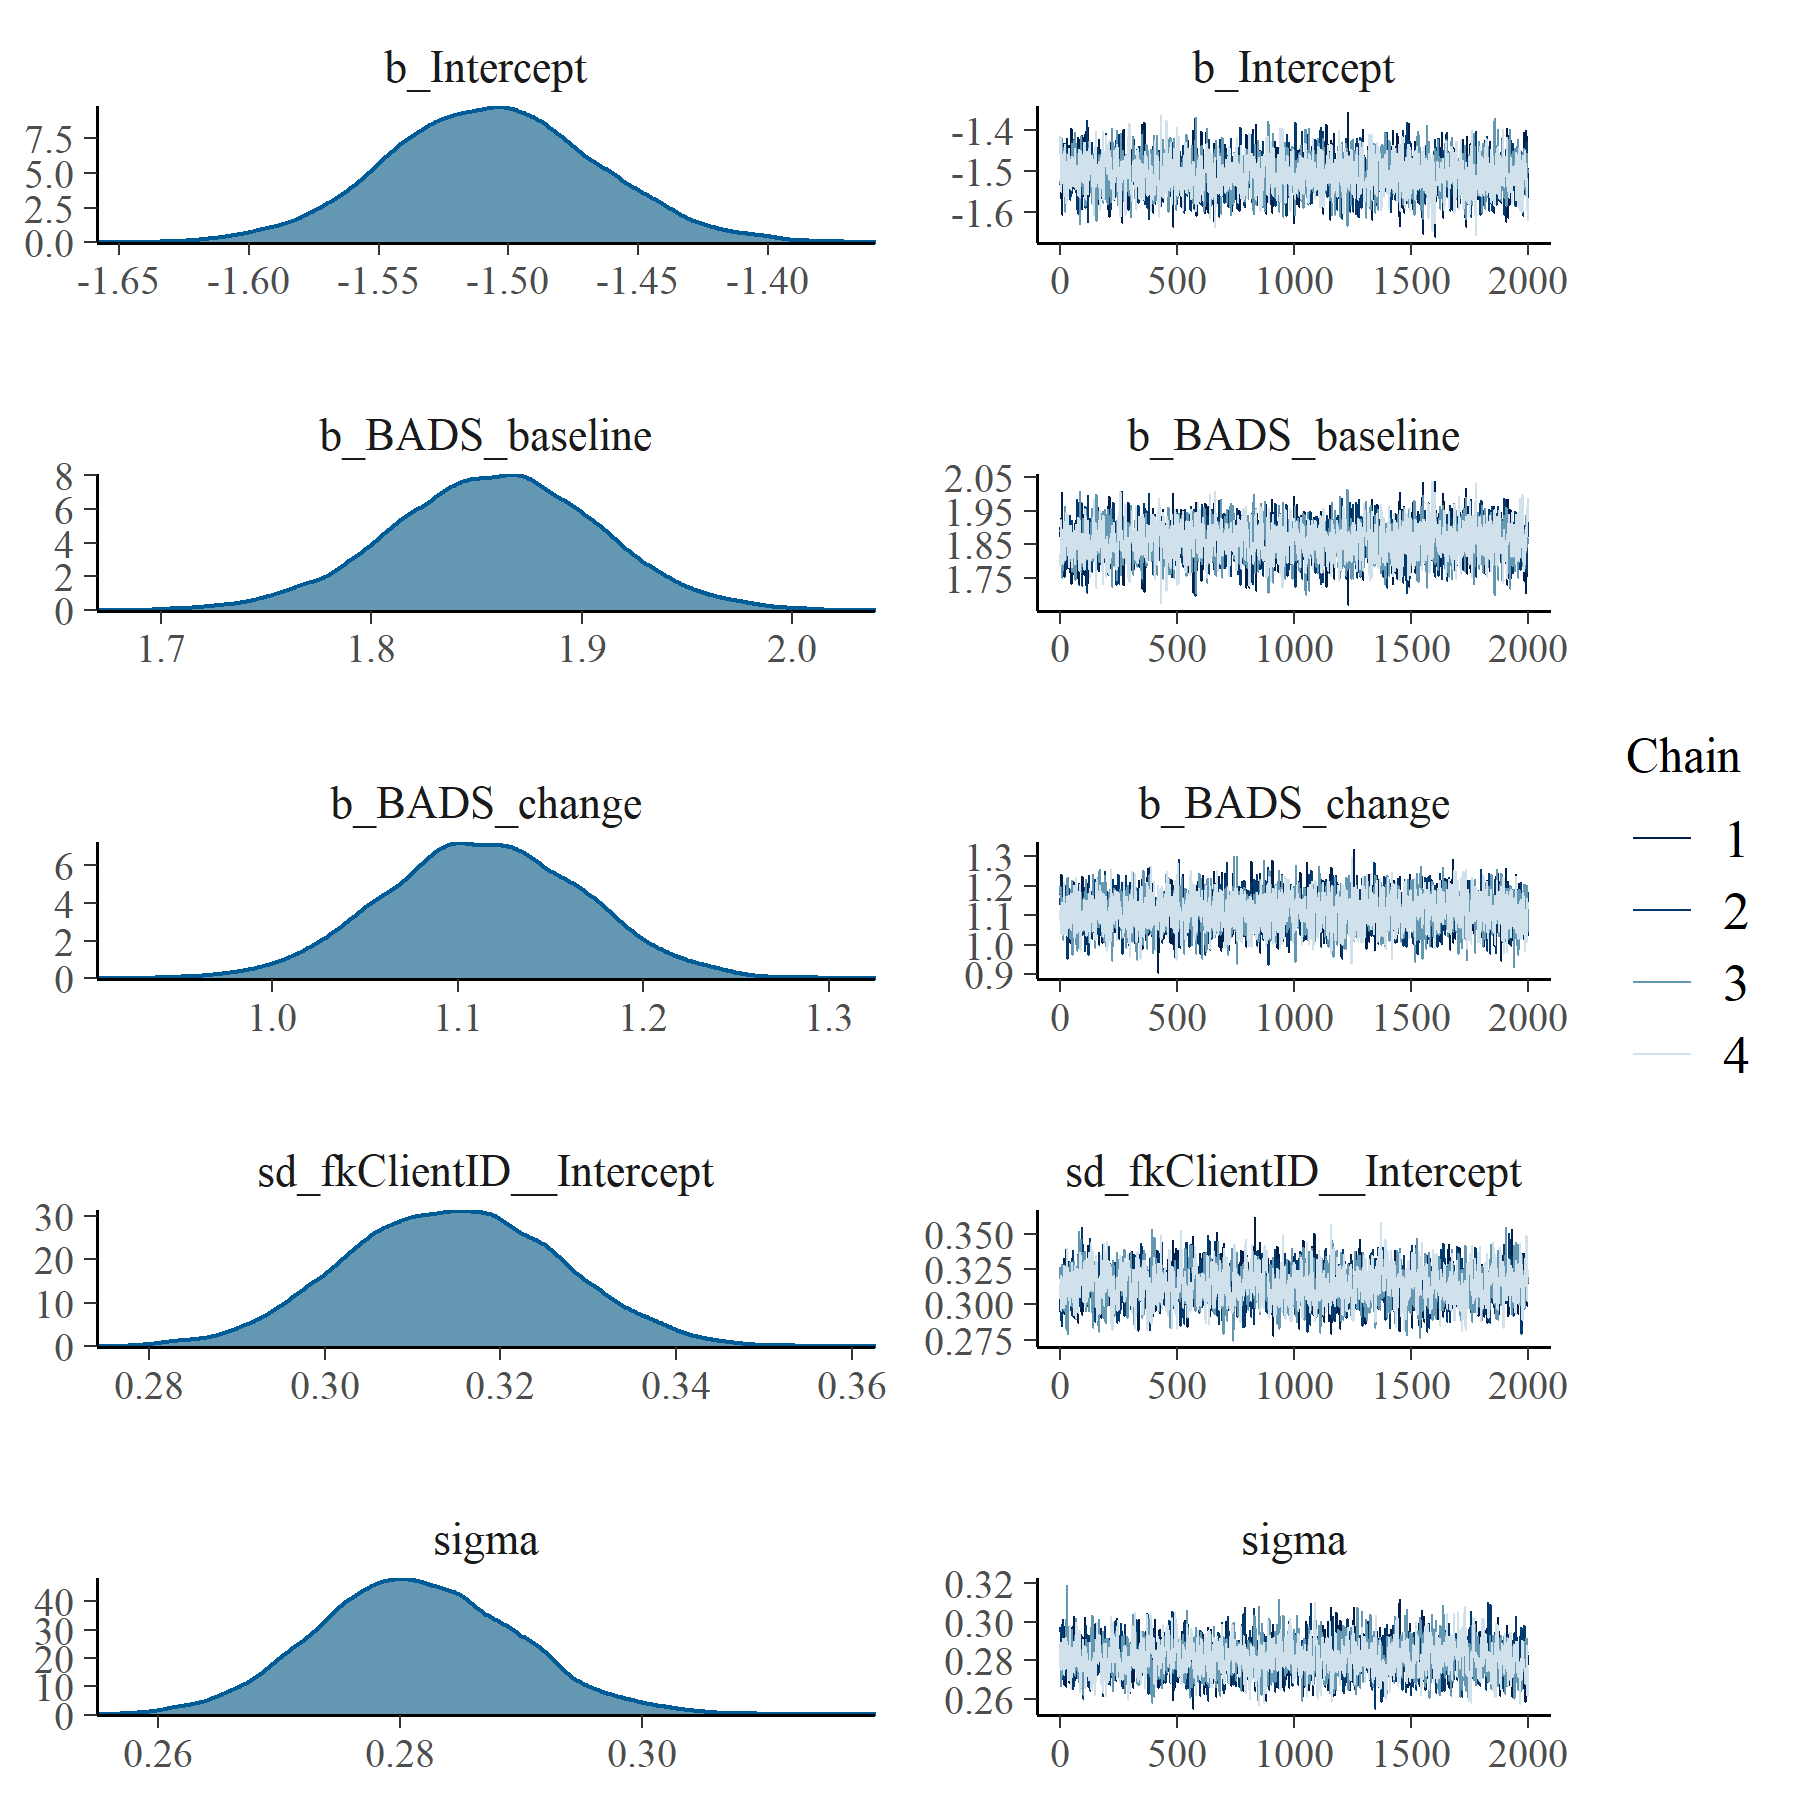 b_Intercept b_Intercept
7.5
5.0
2.5
0.0
-1.65 -1.60 -1.55 -1.50 -1.45 -1.40
-1.4
-1.5
-1.6
0 500 1000 1500 2000
b_BADS_baseline b_BADS_baseline
8
6
4
2
0
1.7 1.8 1.9 2.0
2.05
1.95
1.85
1.75
0 500 1000 1500 2000
b_BADS_change b_BADS_change
6
4
2
0
1.0 1.1 1.2 1.3
1.3
1.2
1.1
1.0
0.9
0 500 1000 1500 2000
Chain
1
2
3
4
sd_fkClientID__Intercept sd_fkClientID__Intercept
30
20
10
0
0.28 0.30 0.32 0.34 0.36
0.350
0.325
0.300
0.275
0 500 1000 1500 2000
sigma sigma
40
30
20
10
0
0.26 0.28 0.30
0.32
0.30
0.28
0.26
0 500 1000 1500 2000